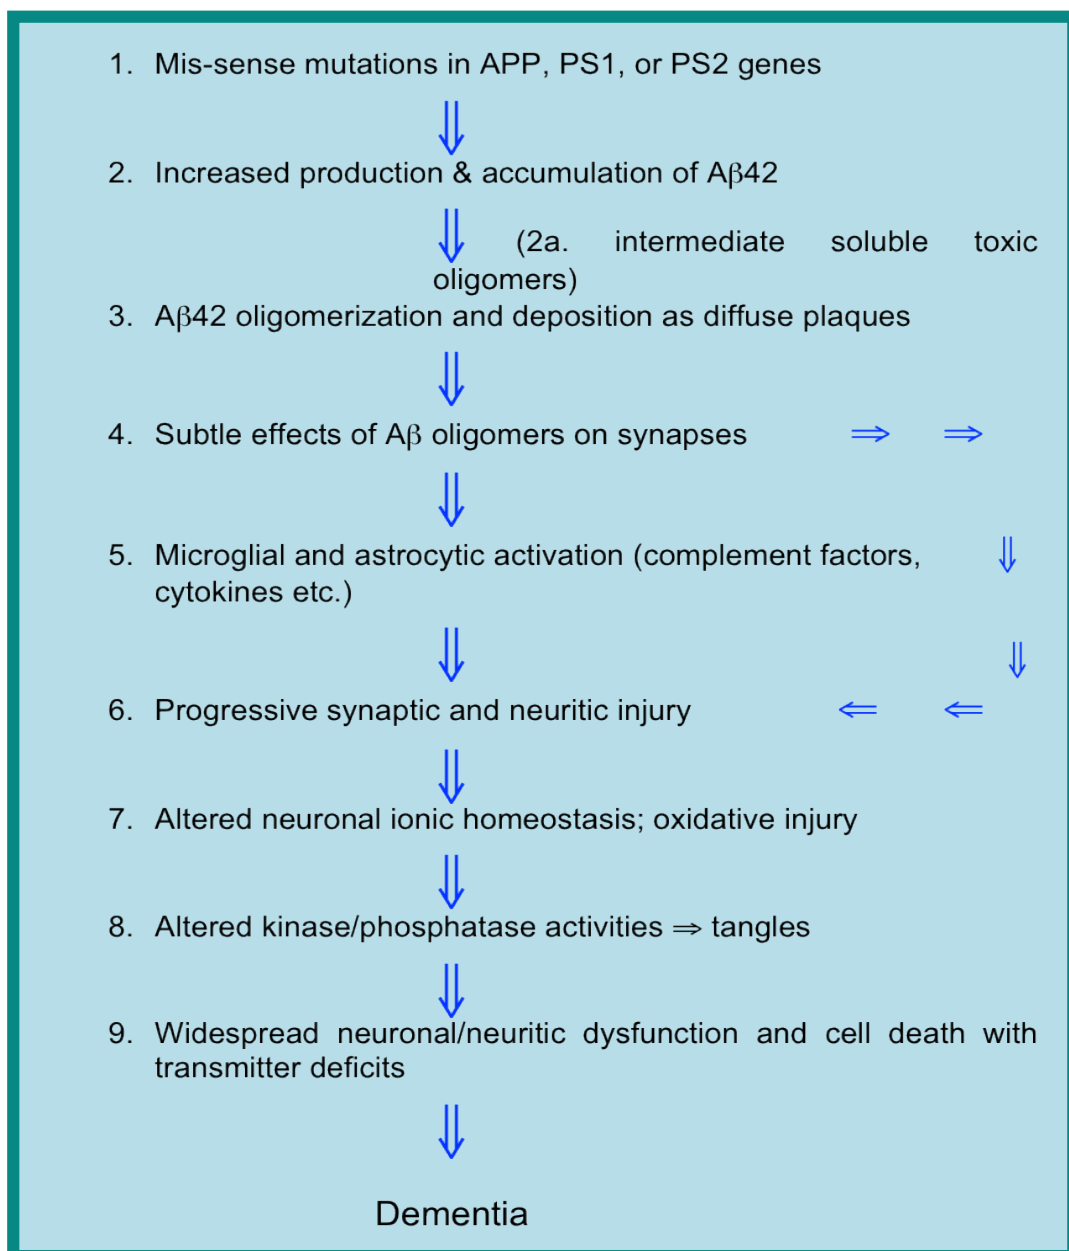 1. Mis-sense mutations in APP, PS1, or PS2 genes
⇓
2. Increased production & accumulation of Aβ42
⇓ (2a. intermediate soluble toxic
oligomers)
3. Aβ42 oligomerization and deposition as diffuse plaques
⇓
4. Subtle effects of Aβ oligomers on synapses ⇒ ⇒
⇓
5. Microglial and astrocytic activation (complement factors, ⇓
cytokines etc.)
⇓ ⇓
6. Progressive synaptic and neuritic injury ⇐ ⇐
⇓
7. Altered neuronal ionic homeostasis; oxidative injury
⇓
8. Altered kinase/phosphatase activities ⇒ tangles
⇓
9. Widespread neuronal/neuritic dysfunction and cell death with
transmitter deficits
⇓
Dementia